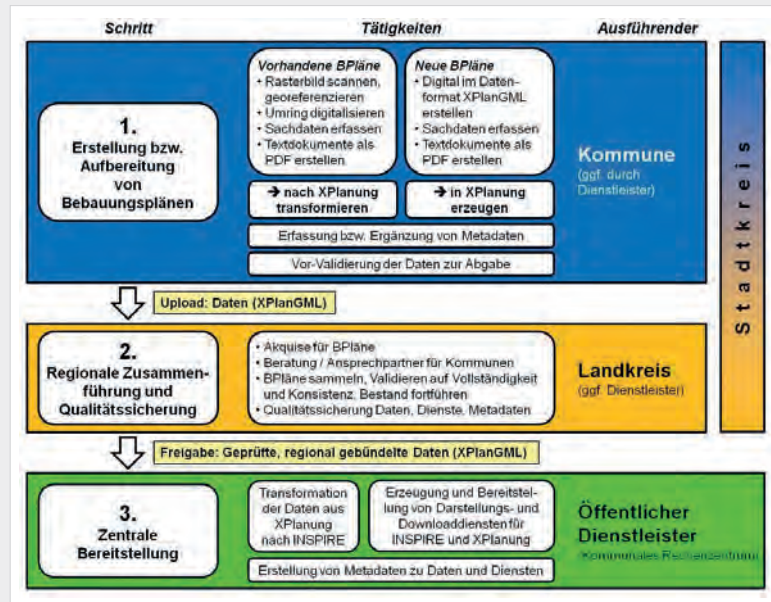 Schritt
Tätigkeiten
Ausführender
1.
Erstellung bzw.
Aufbereitung
von
Bebauungsplänen
Vorhandene BPläne
• Rasterbild scannen,
georeferenzieren
• Umring digitalisieren
• Sachdaten erfassen
• Textdokumente als
PDF erstellen
➔ nach XPlanung
transformieren
Neue BPläne
• Digital im Daten-
format XPlanGML
erstellen
• Sachdaten erfassen
• Textdokumente als
PDF erstellen
➔ in XPlanung
erzeugen
Erfassung bzw. Ergänzung von Metadaten
Vor-Validierung der Daten zur Abgabe
Kommune
(ggf. durch
Dienstleister)
Stadtkreis
Upload: Daten (XPlanGML)
2.
Regionale Zusammen-
führung und
Qualitätssicherung
• Akquise für BPläne
• Beratung / Ansprechpartner für Kommunen
• BPläne sammeln, Validieren auf Vollständigkeit
und Konsistenz, Bestand fortführen
• Qualitätssicherung Daten, Dienste, Metadaten
Landkreis
(ggf. Dienstleister)
Freigabe: Geprüfte, regional gebündelte Daten (XPlanGML)
3.
Zentrale
Bereitstellung
Transformation
der Daten aus
XPlanung
nach INSPIRE
Erzeugung und Bereitstel-
lung von Darstellungs- und
Downloaddiensten für
INSPIRE und XPlanung
Erstellung von Metadaten zu Daten und Diensten
Öffentlicher
Dienstleister
Kommunales Rechenzentrum